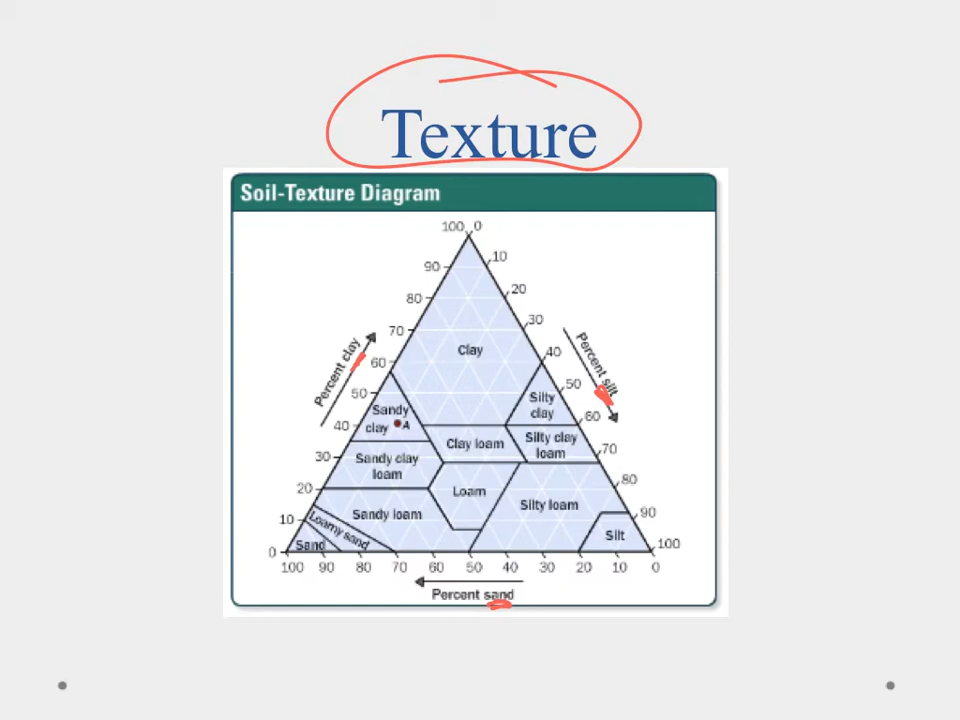 Texture
Soil-Texture Diagram
100 0
90 10
80 20
70 30
Percent clay
Percent silt
60 Clay 40
50 50
Sandy clay
A
Silty clay
40 60
Clay loam
Silty clay loam
30 70
Sandy clay loam
20 80
Loam
Sandy loam
Silty loam
10 90
Loamy sand
Sand
Silt
0 100
100 90 80 70 60 50 40 30 20 10 0
Percent sand